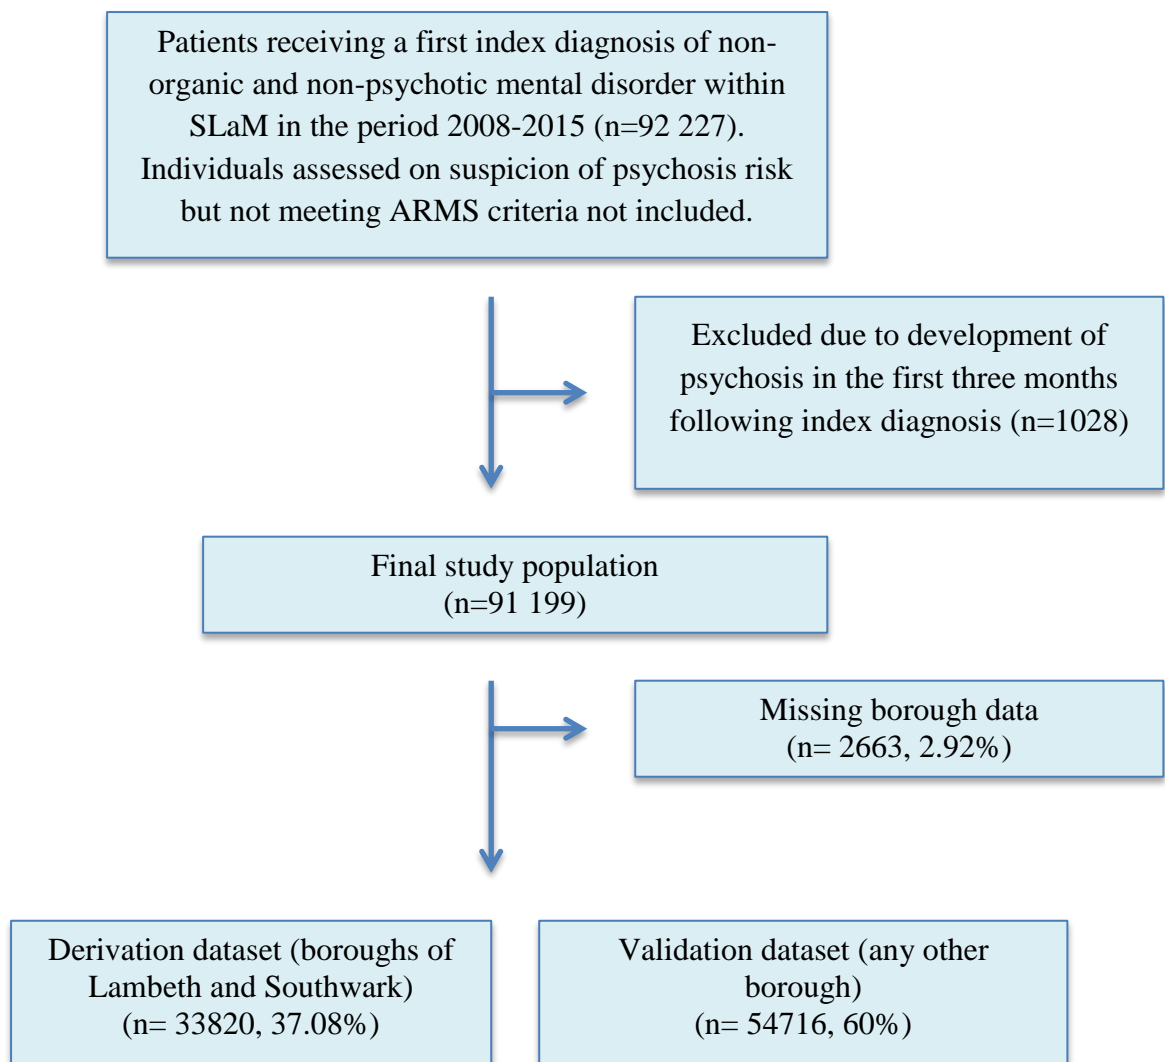 Patients receiving a first index diagnosis of non-
organic and non-psychotic mental disorder within
SLaM in the period 2008-2015 (n=92 227).
Individuals assessed on suspicion of psychosis risk
but not meeting ARMS criteria not included.
Excluded due to development of
psychosis in the first three months
following index diagnosis (n=1028)
Final study population
(n=91 199)
Missing borough data
(n= 2663, 2.92%)
Derivation dataset (boroughs of
Lambeth and Southwark)
(n= 33820, 37.08%)
Validation dataset (any other
borough)
(n= 54716, 60%)